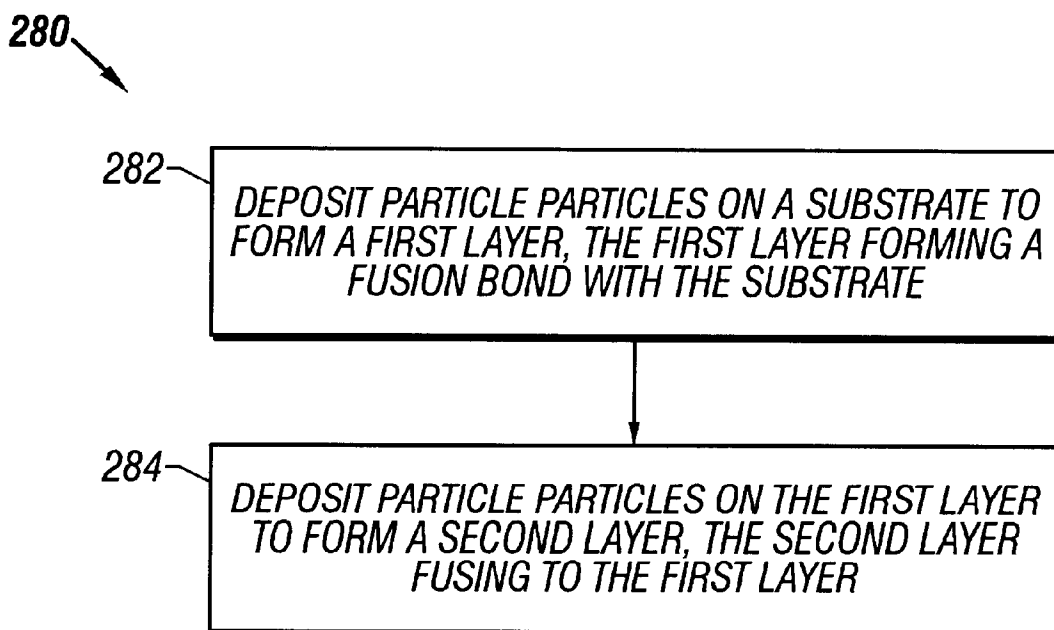 280
282
DEPOSIT PARTICLE PARTICLES ON A SUBSTRATE TO
FORM A FIRST LAYER, THE FIRST LAYER FORMING A
FUSION BOND WITH THE SUBSTRATE
284
DEPOSIT PARTICLE PARTICLES ON THE FIRST LAYER
TO FORM A SECOND LAYER, THE SECOND LAYER
FUSING TO THE FIRST LAYER